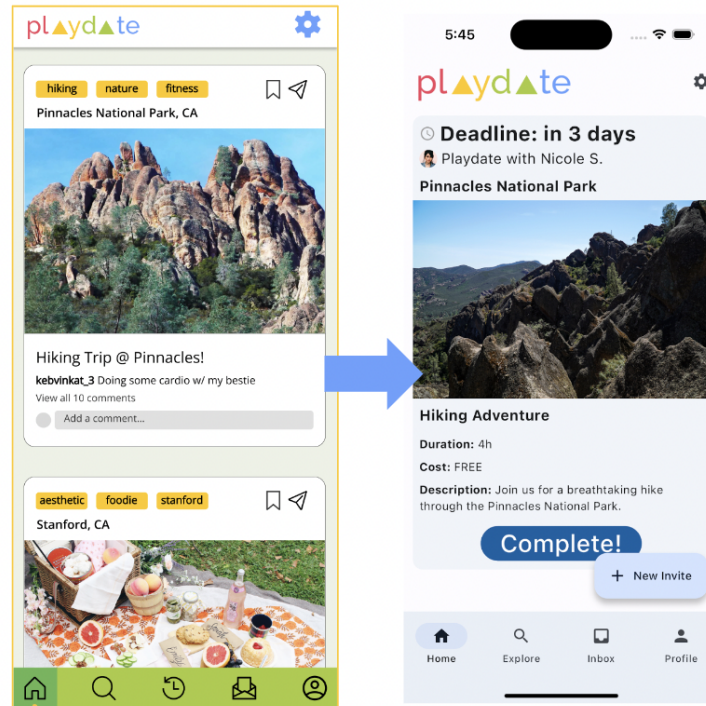 playdate
hiking nature fitness
Pinnacles National Park, CA
Hiking Trip @ Pinnacles!
kebvinkat_3 Doing some cardio w/ my bestie
View all 10 comments
Add a comment...
aesthetic foodie stanford
Stanford, CA
5:45
playdate
Deadline: in 3 days
Playdate with Nicole S.
Pinnacles National Park
Hiking Adventure
Duration: 4h
Cost: FREE
Description: Join us for a breathtaking hike
through the Pinnacles National Park.
Complete!
+ New Invite
Home Explore Inbox Profile